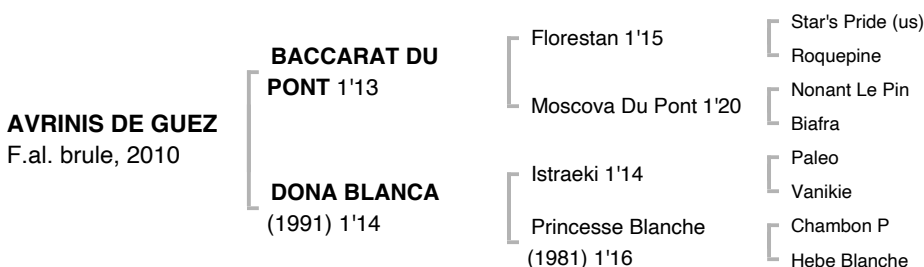 AVRINIS DE GUEZ
F.al. brule, 2010
BACCARAT DU
PONT 1'13
DONA BLANCA
(1991) 1'14
Florestan 1'15
Moscova Du Pont 1'20
Istraeki 1'14
Princesse Blanche
(1981) 1'16
Star's Pride (us)
Roquepine
Nonant Le Pin
Biafra
Paleo
Vanikie
Chambon P
Hebe Blanche